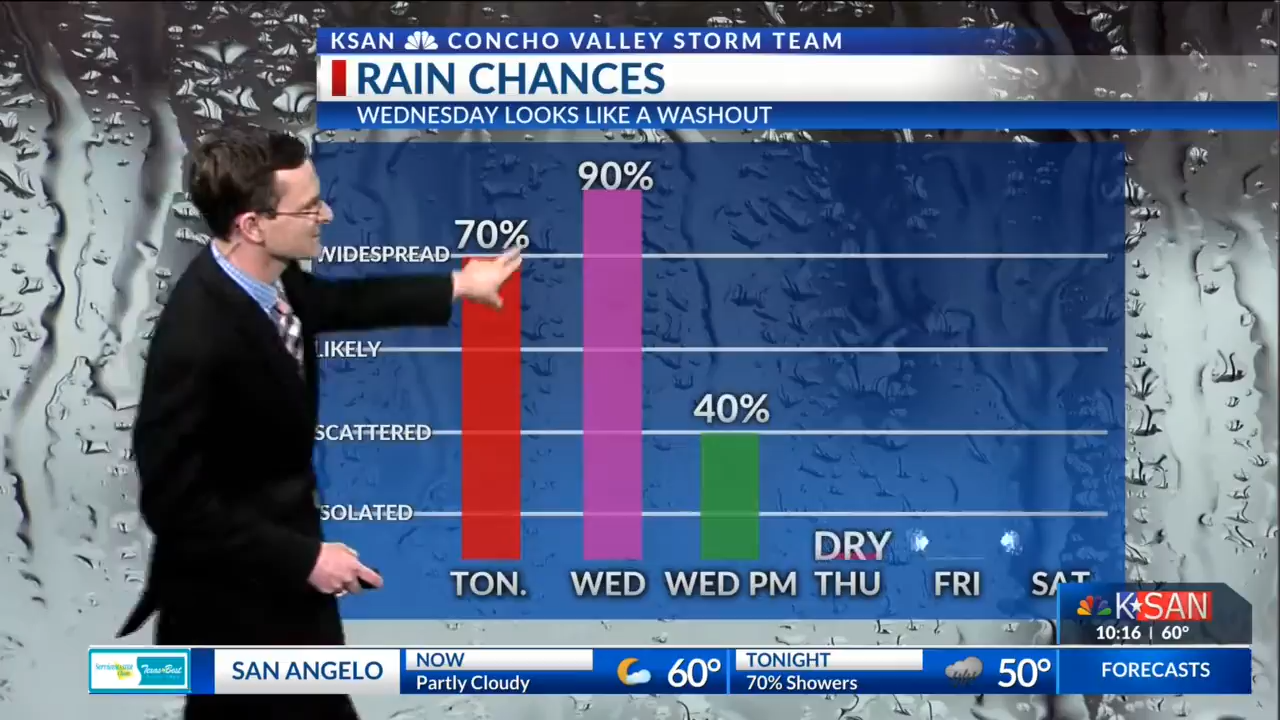 KSAN CONCHO VALLEY STORM TEAM
RAIN CHANCES
WEDNESDAY LOOKS LIKE A WASHOUT
90%
70%
WIDESPREAD
LIKELY
40%
SCATTERED
SOLATED
DRY
TON. WED WED PM THU FRI SAT
K★SAN
10:16 | 60°
SAN ANGELO
NOW
Partly Cloudy
60°
TONIGHT
70% Showers
50°
FORECASTS